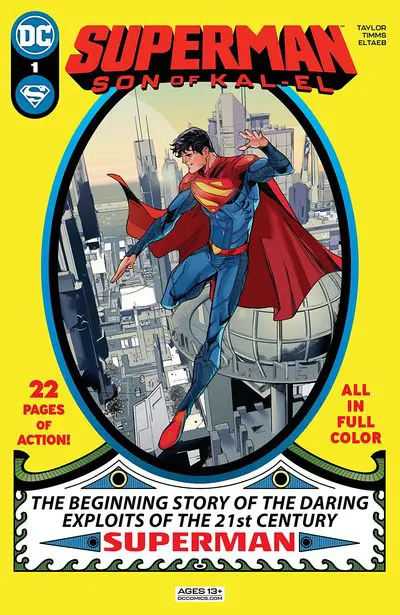 DC
1
SUPERMAN™
SON OF KAL-EL
TAYLOR
TIMMS
ELTAEB
22
PAGES
OF
ACTION!
ALL
IN
FULL
COLOR
THE BEGINNING STORY OF THE DARING
EXPLOITS OF THE 21st CENTURY
SUPERMAN
AGES 13+
DCCOMICS.COM